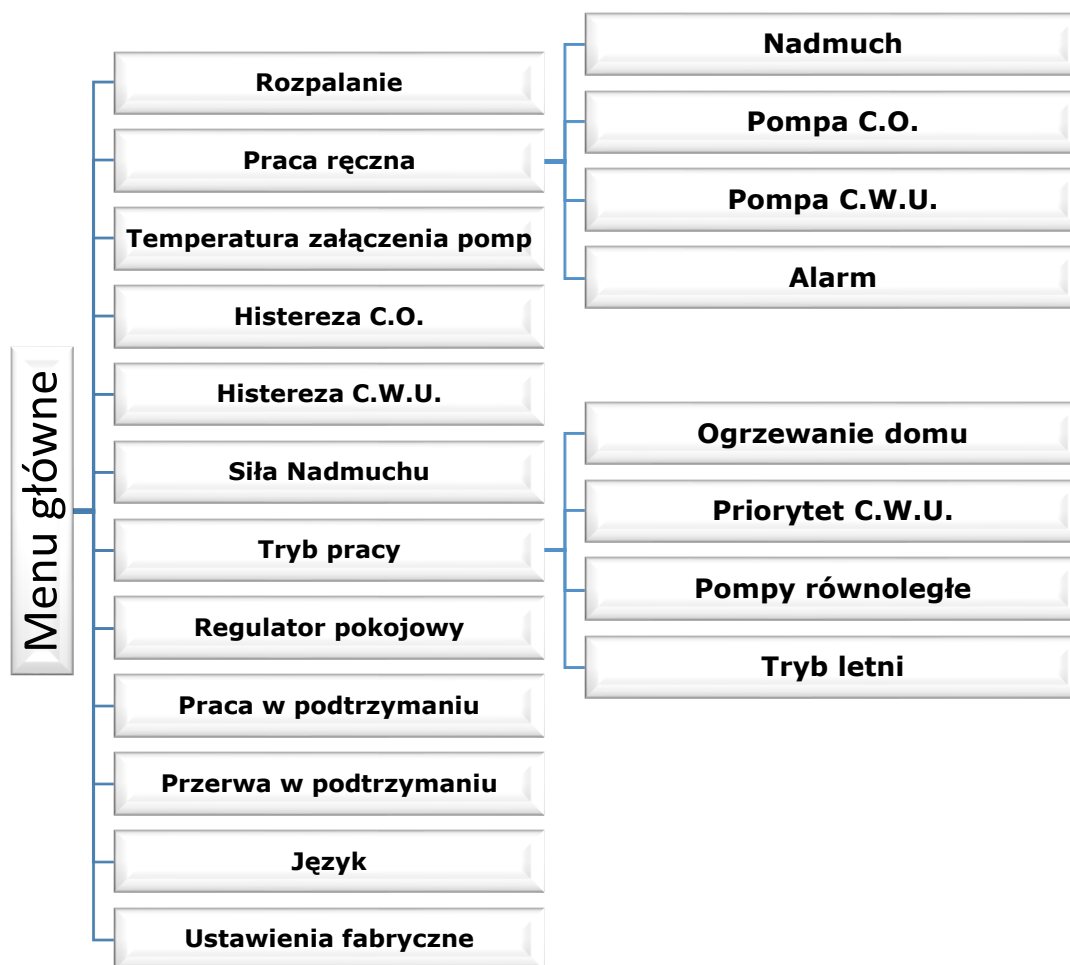 Menu główne
Rozpalanie
Praca ręczna
Nadmuch
Pompa C.O.
Pompa C.W.U.
Alarm
Temperatura załączenia pomp
Histereza C.O.
Histereza C.W.U.
Siła Nadmuchu
Tryb pracy
Ogrzewanie domu
Priorytet C.W.U.
Pompy równoległe
Tryb letni
Regulator pokojowy
Praca w podtrzymaniu
Przerwa w podtrzymaniu
Język
Ustawienia fabryczne